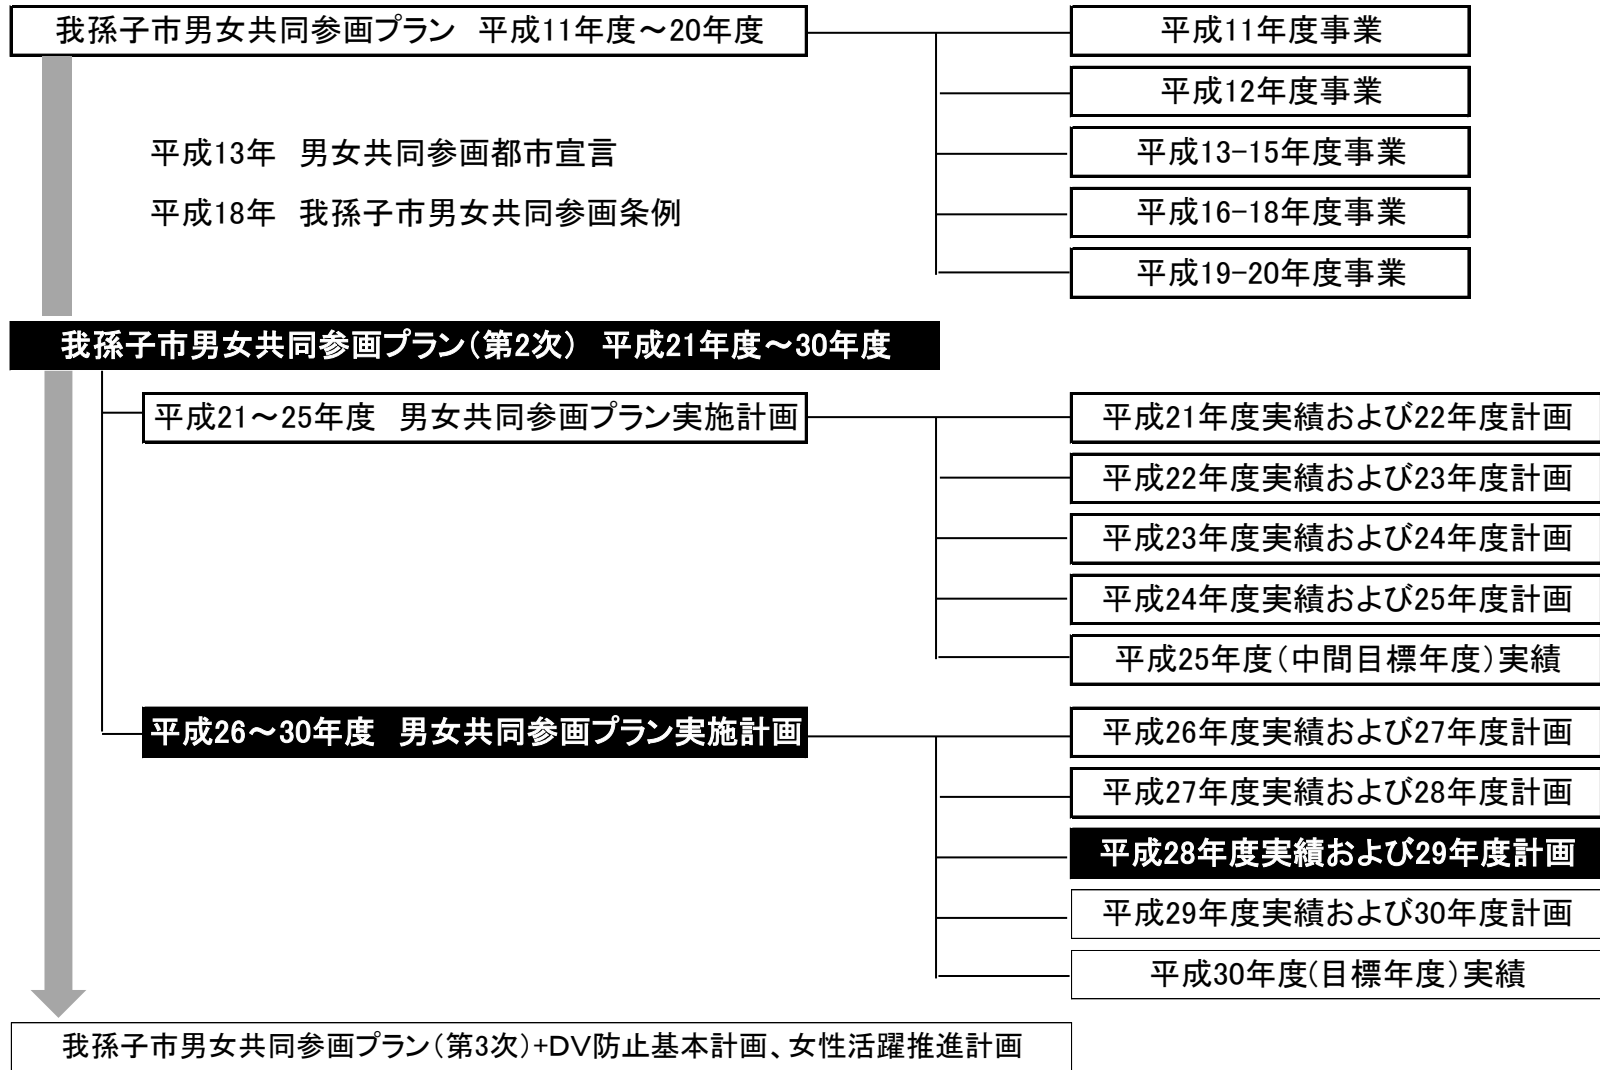 我孫子市男女共同参画プラン 平成11年度～20年度
平成11年度事業
平成12年度事業
平成13年 男女共同参画都市宣言
平成13-15年度事業
平成18年 我孫子市男女共同参画条例
平成16-18年度事業
平成19-20年度事業
我孫子市男女共同参画プラン（第2次） 平成21年度～30年度
平成21～25年度 男女共同参画プラン実施計画
平成21年度実績および22年度計画
平成22年度実績および23年度計画
平成23年度実績および24年度計画
平成24年度実績および25年度計画
平成25年度（中間目標年度）実績
平成26～30年度 男女共同参画プラン実施計画
平成26年度実績および27年度計画
平成27年度実績および28年度計画
平成28年度実績および29年度計画
平成29年度実績および30年度計画
平成30年度(目標年度）実績
我孫子市男女共同参画プラン（第3次）+DV防止基本計画、女性活躍推進計画